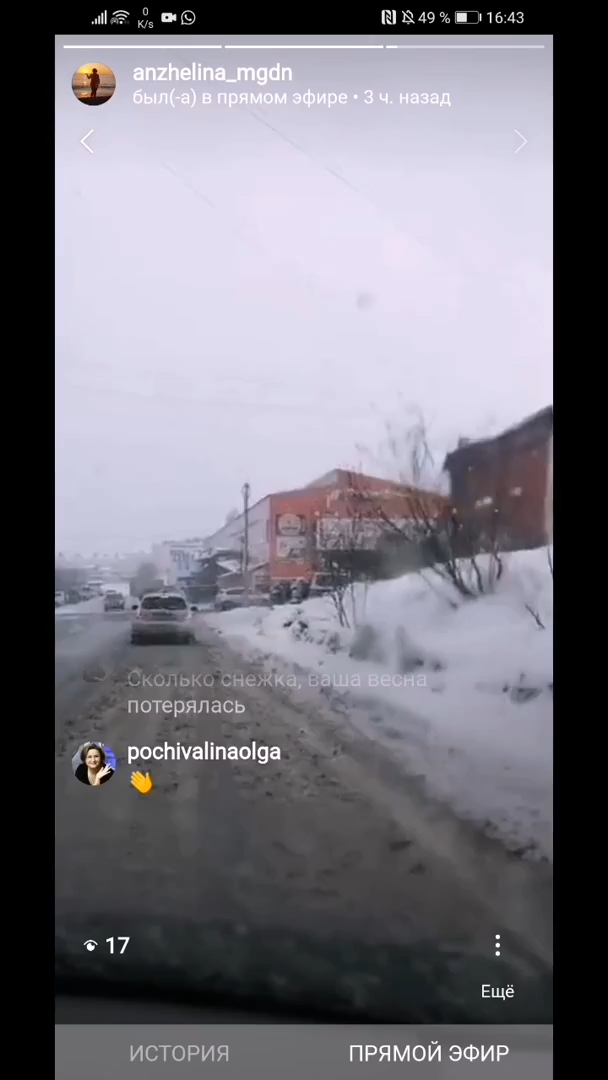 0
K/s
49 %
16:43
anzhelina_mgdn
был(-а) в прямом эфире • 3 ч. назад
Сколько снежка, ваша весна
потерялась
pochivalinaolga
👋
17
Ещё
ИСТОРИЯ
ПРЯМОЙ ЭФИР